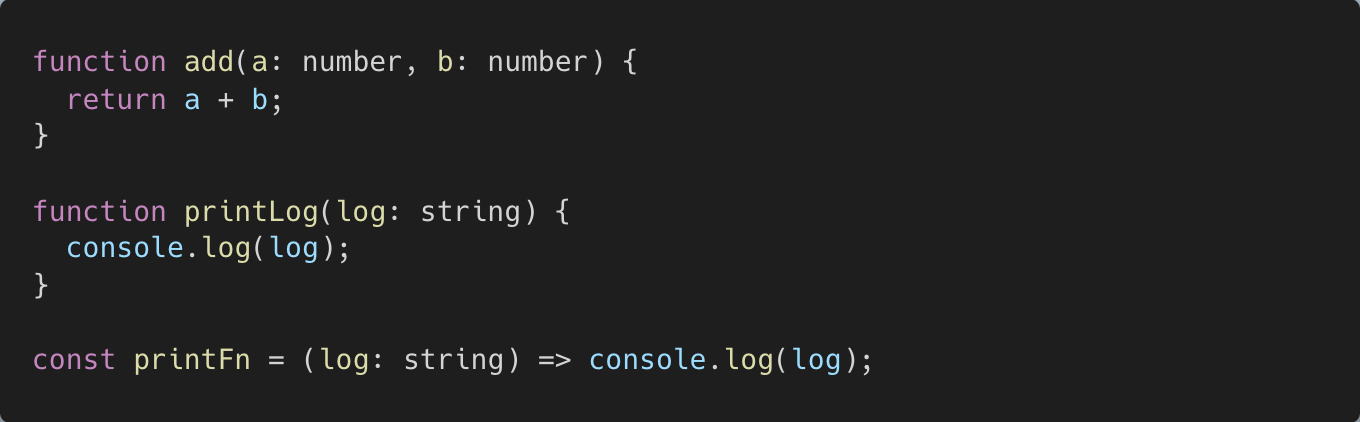 function add(a: number, b: number) {
  return a + b;
}

function printLog(log: string) {
  console.log(log);
}

const printFn = (log: string) => console.log(log);